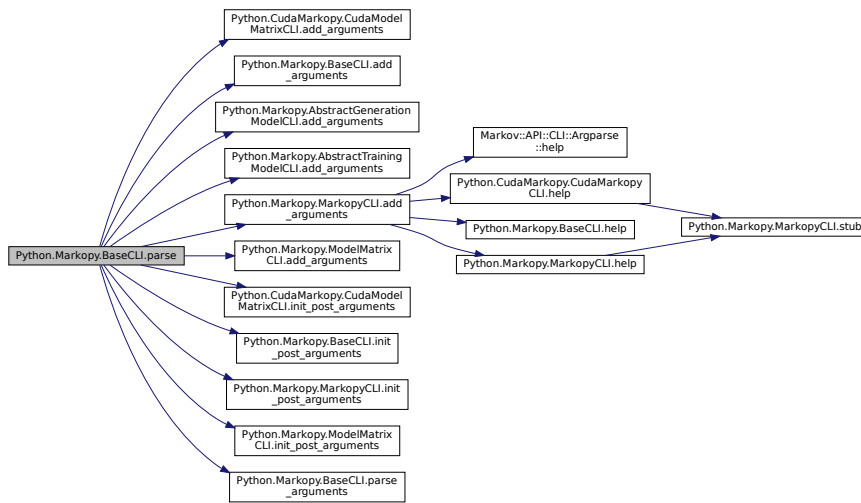 Python.CudaMarkopy.CudaModel
MatrixCLI.add_arguments
Python.Markopy.BaseCLI.add
_arguments
Python.Markopy.AbstractGeneration
ModelCLI.add_arguments
Python.Markopy.AbstractTraining
ModelCLI.add_arguments
Python.Markopy.MarkopyCLI.add
_arguments
Python.Markopy.ModelMatrix
CLI.add_arguments
Python.CudaMarkopy.CudaModel
MatrixCLI.init_post_arguments
Python.Markopy.BaseCLI.init
_post_arguments
Python.Markopy.MarkopyCLI.init
_post_arguments
Python.Markopy.ModelMatrix
CLI.init_post_arguments
Python.Markopy.BaseCLI.parse
_arguments
Python.Markopy.BaseCLI.parse
Markov::API::CLI::Argparse
::help
Python.CudaMarkopy.CudaMarkopy
CLI.help
Python.Markopy.BaseCLI.help
Python.Markopy.MarkopyCLI.help
Python.Markopy.MarkopyCLI.stub